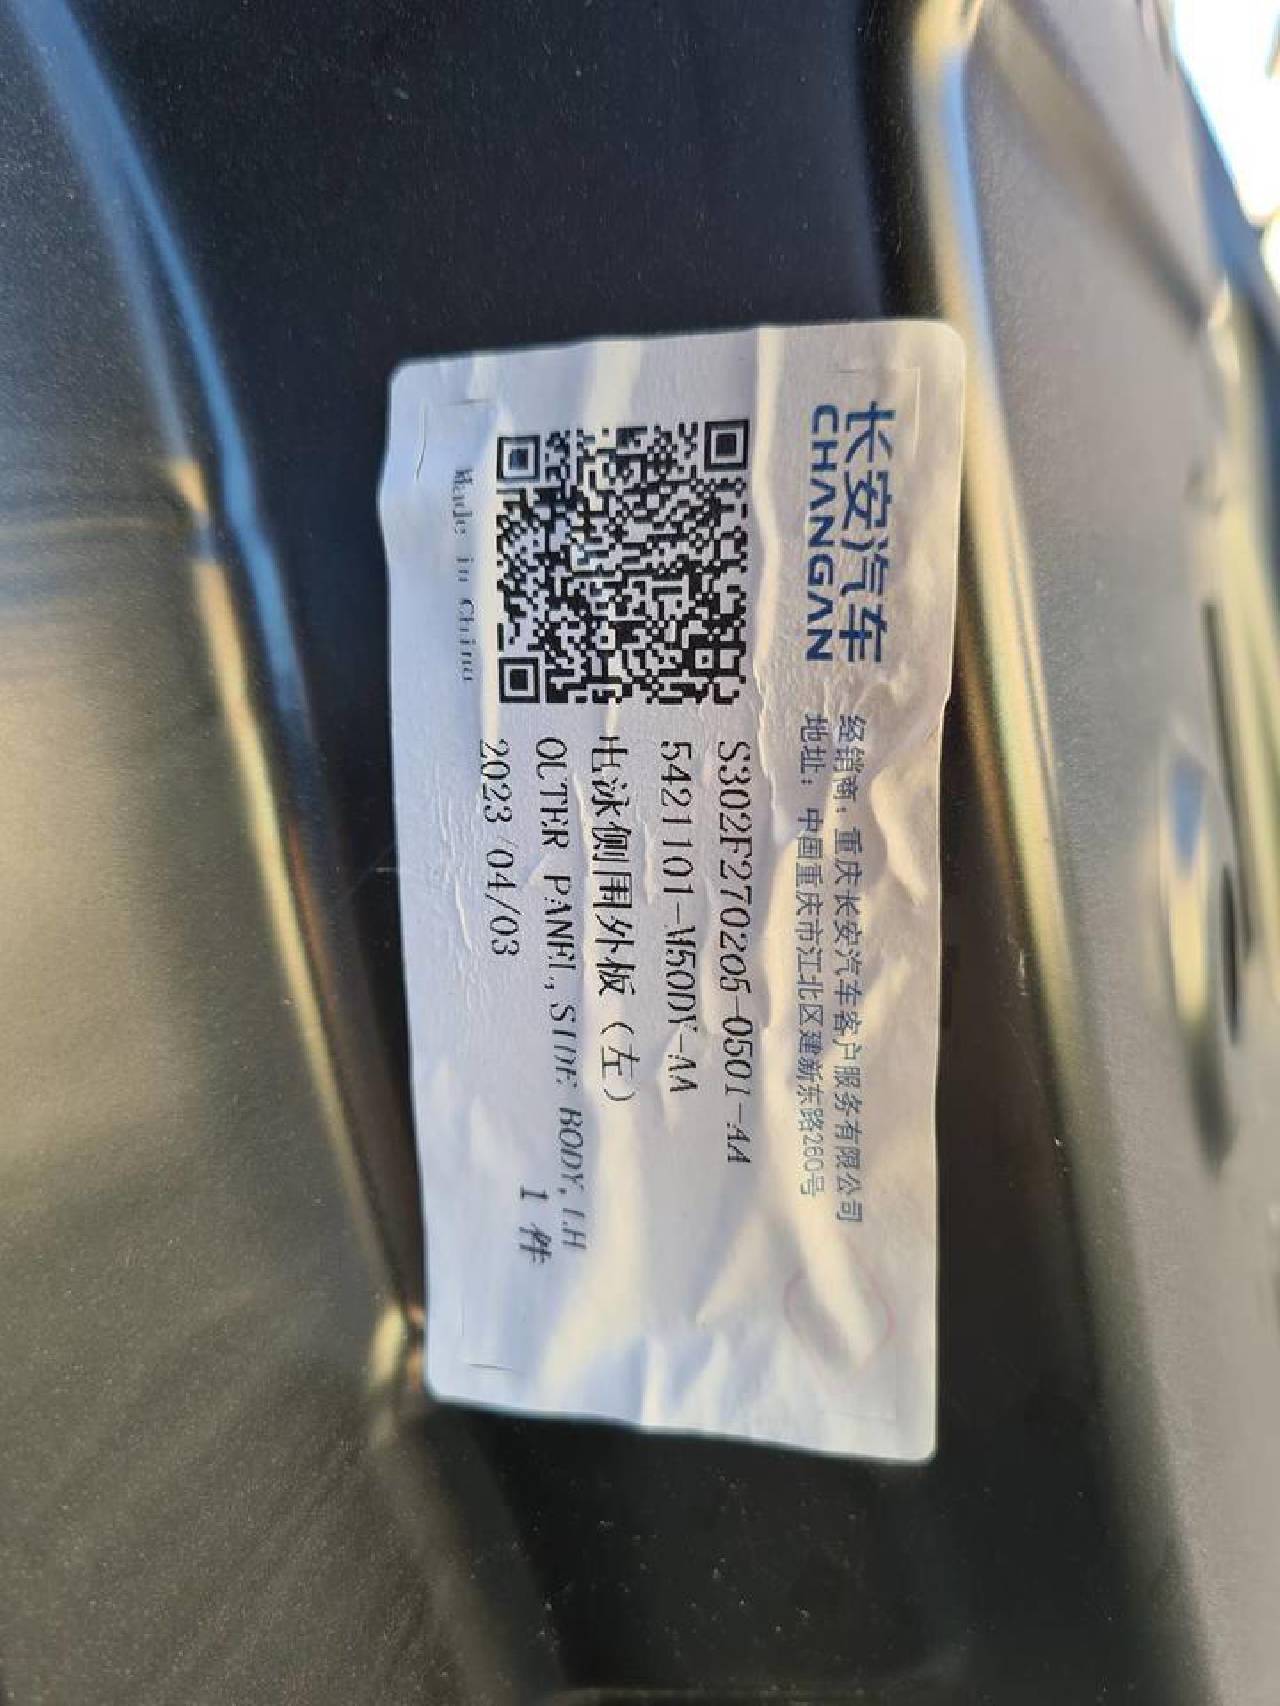 长安汽车
CHANGAN
经销商：重庆长安汽车客户服务有限公司
地址：中国重庆市江北区建新东路260号
S302F270205-0501-AA
5421101-W50DY-AA
电泳侧围外板（左）
OUTER PANEL, SIDE BODY, LH
2023/04/03
1 件
Made in China